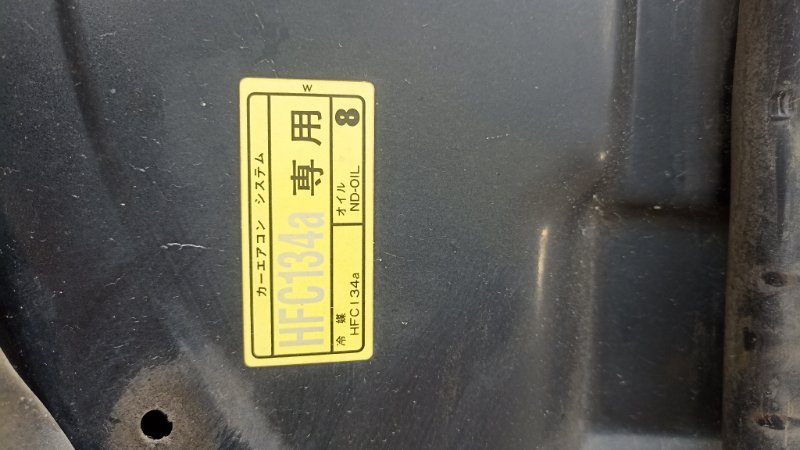 W
カーエアコン システム
HFC134a 専用
冷媒
HFC134a
オイル
ND-OIL
8